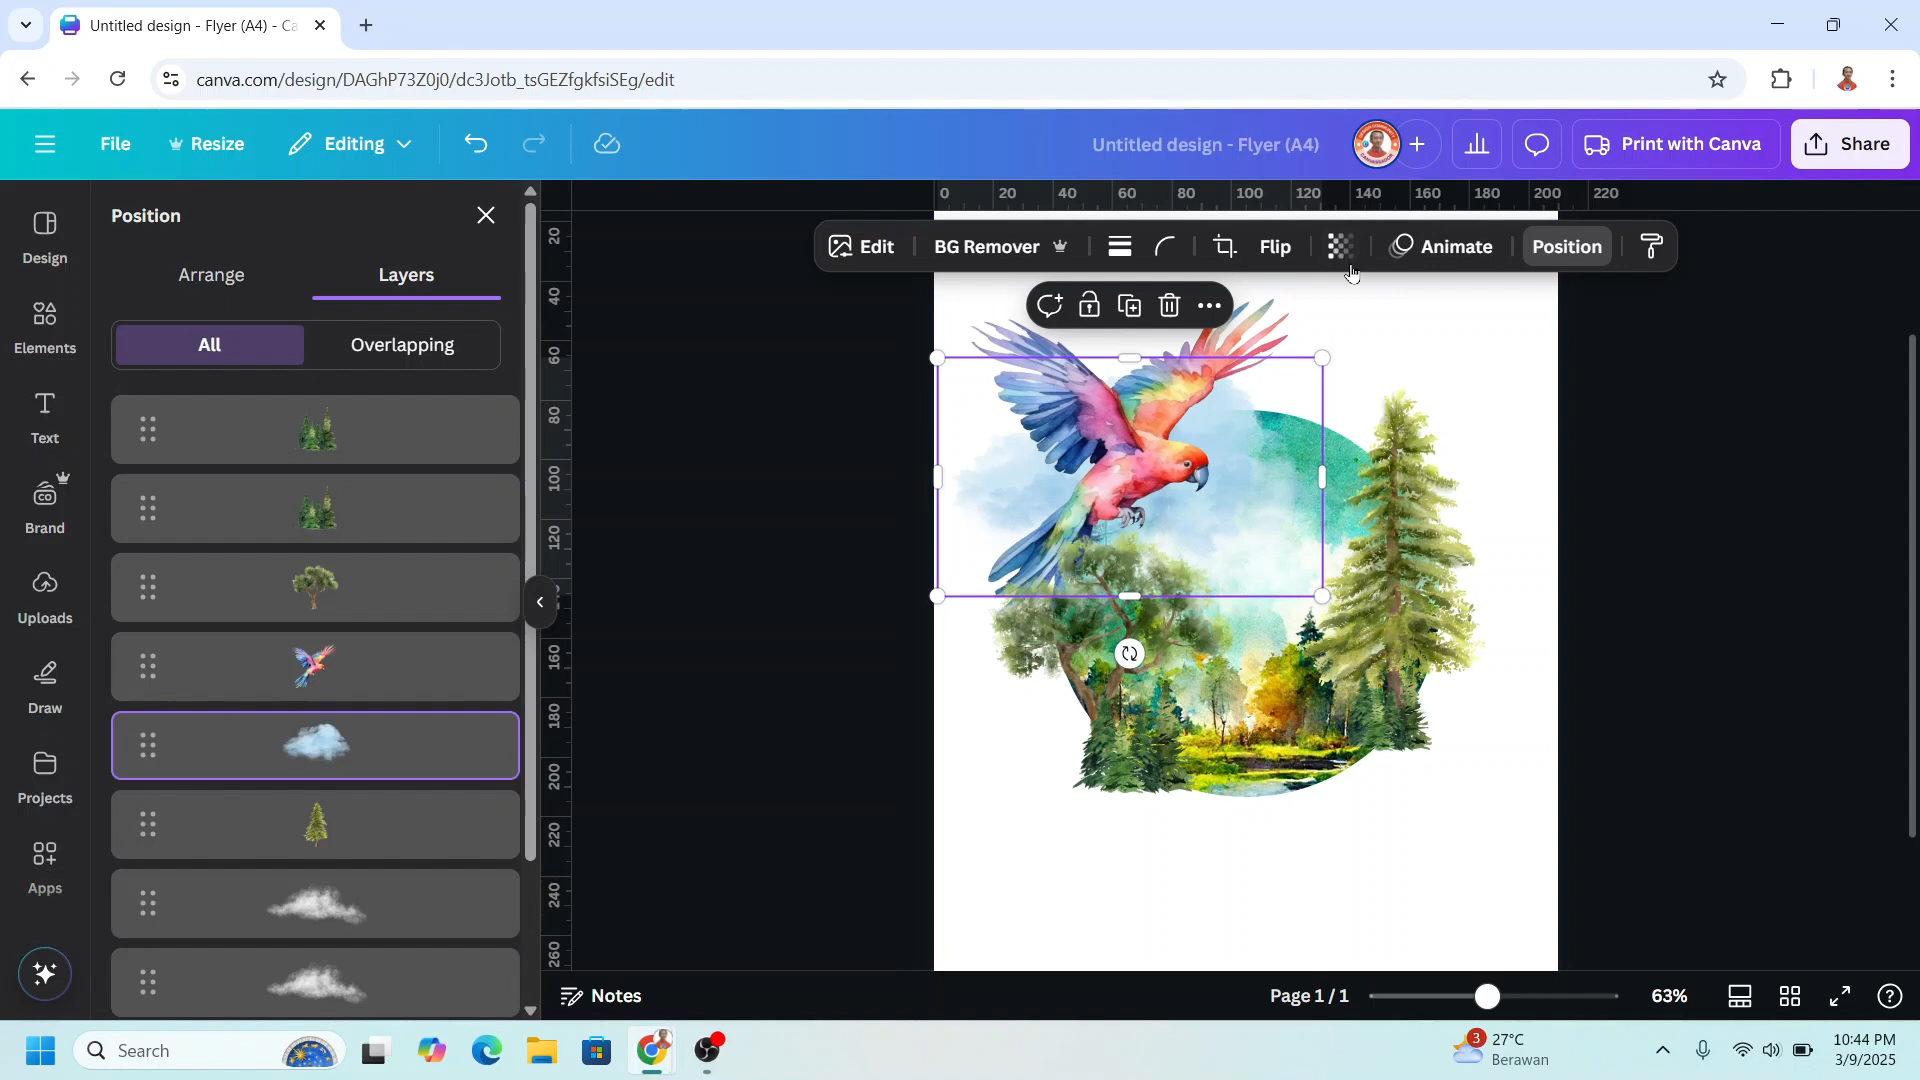 Untitled design - Flyer (A4) - Ca
canva.com/design/DAGhP73Z0j0/dc3Jotb_tsGEZfgkfsiSEg/edit
File
Resize
Editing
Untitled design - Flyer (A4)
Print with Canva
Share
Design
Elements
Text
Brand
Uploads
Draw
Projects
Apps
Position
Arrange
Layers
All
Overlapping
0 20 40 60 80 100 120 140 160 180 200 220
20
40
60
80
100
120
160
180
200
220
240
260
Edit
BG Remover
Flip
Animate
Position
Notes
Page 1 / 1
63%
Search
3
27°C
Berawan
10:44 PM
3/9/2025